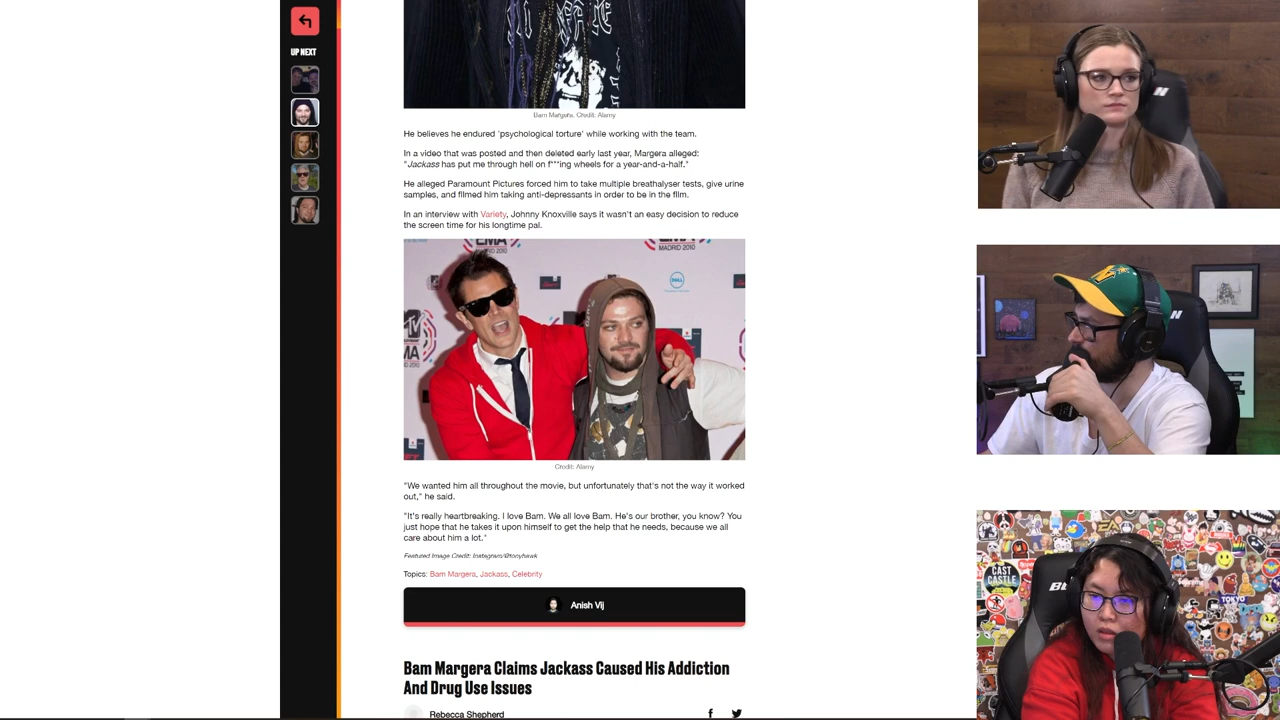 UP NEXT
Bam Margera. Credit: Alamy
He believes he endured 'psychological torture' while working with the team.
In a video that was posted and then deleted early last year, Margera alleged:
"Jackass has put me through hell on f***ing wheels for a year-and-a-half."
He alleged Paramount Pictures forced him to take multiple breathalyser tests, give urine
samples, and filmed him taking anti-depressants in order to be in the film.
In an interview with Variety, Johnny Knoxville says it wasn't an easy decision to reduce
the screen time for his longtime pal.
EMA
MADRID 2010
EMA
MADRID 2010
DELL
MTV
EMA
Credit: Alamy
"We wanted him all throughout the movie, but unfortunately that's not the way it worked
out," he said.
"It's really heartbreaking. I love Bam. We all love Bam. He's our brother, you know? You
just hope that he takes it upon himself to get the help that he needs, because we all
care about him a lot."
Featured Image Credit: Instagram/@tonyhawk
Topics: Bam Margera, Jackass, Celebrity
Anish Vij
Bam Margera Claims Jackass Caused His Addiction
And Drug Use Issues
Rebecca Shepherd
CAST
CASTLE
TOKYO